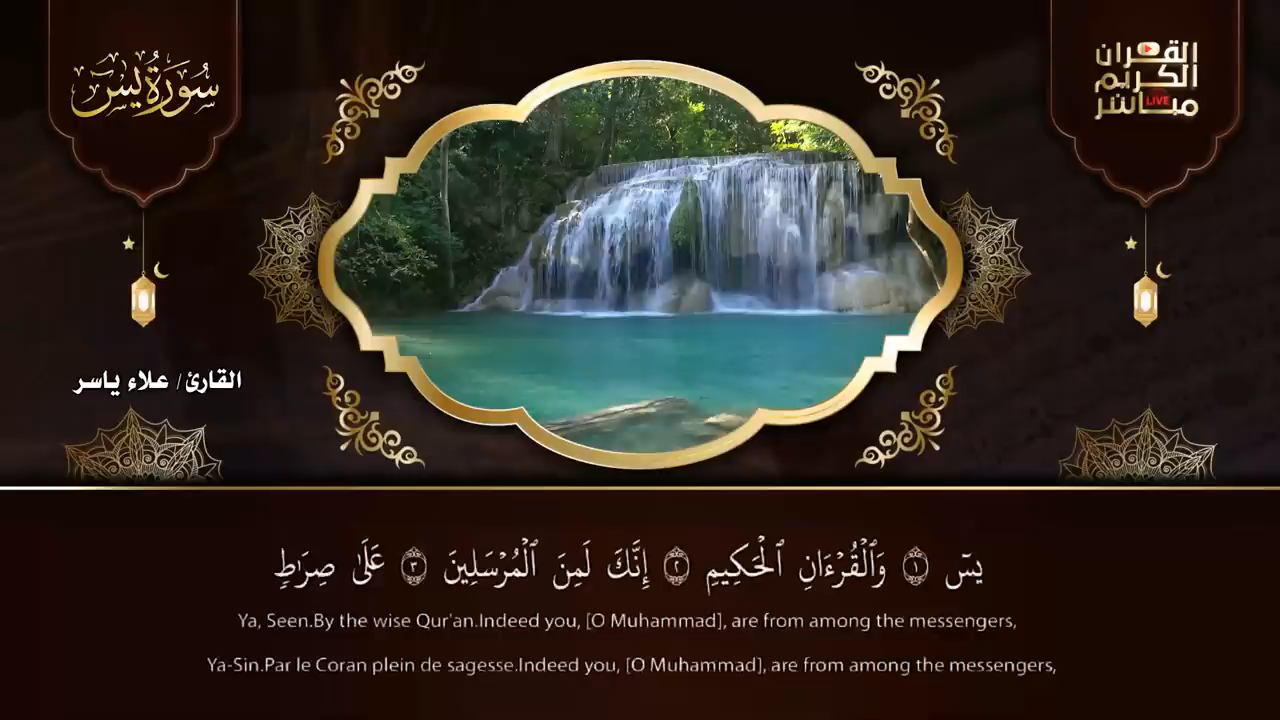 سُورَةُ يسٓ
القرآن
الكريم
مباشر
LIVE
القارئ/ علاء ياسر
يسٓ ١ وَٱلْقُرْءَانِ ٱلْحَكِيمِ ٢ إِنَّكَ لَمِنَ ٱلْمُرْسَلِينَ ٣ عَلَىٰ صِرَٰطٍ
Ya, Seen.By the wise Qur'an.Indeed you, [O Muhammad], are from among the messengers,
Ya-Sin.Par le Coran plein de sagesse.Indeed you, [O Muhammad], are from among the messengers,